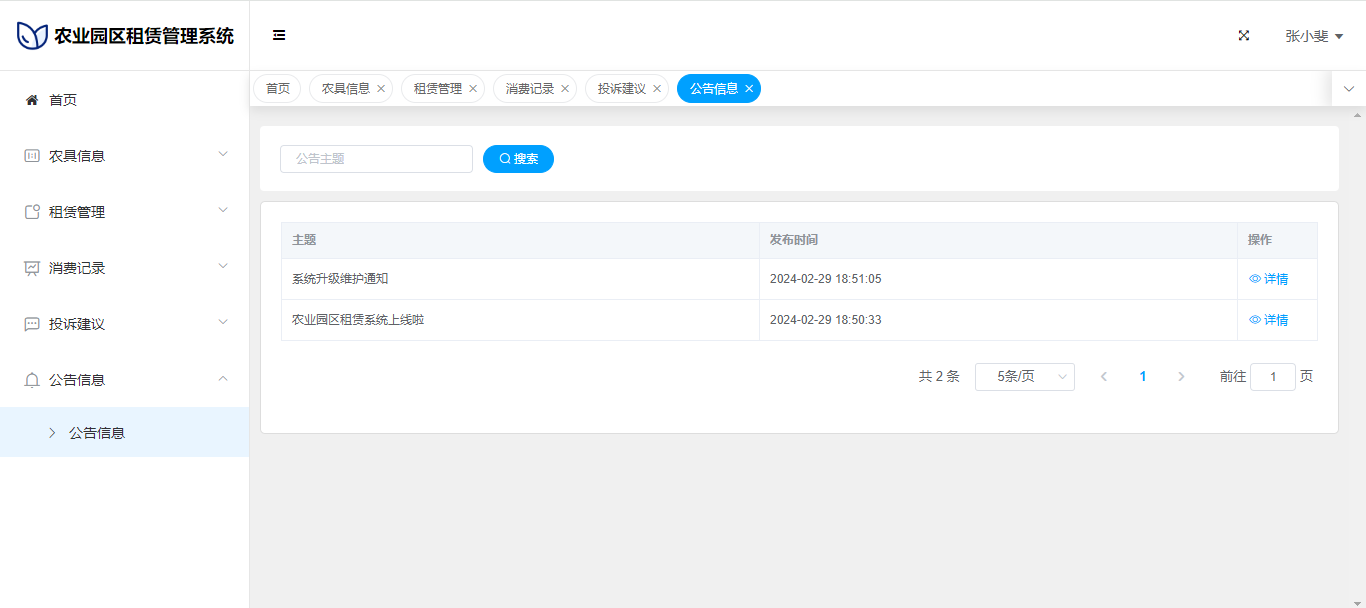 农业园区租赁管理系统
张小斐
首页
农具信息
租赁管理
消费记录
投诉建议
公告信息
公告信息
首页 农具信息 租赁管理 消费记录 投诉建议 公告信息
公告主题 搜索
主题 发布时间 操作
系统升级维护通知 2024-02-29 18:51:05 详情
农业园区租赁系统上线啦 2024-02-29 18:50:33 详情
共 2 条 5条/页 1 前往 1 页